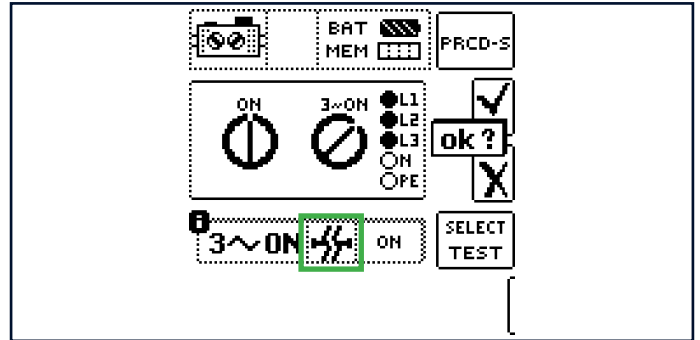 BAT
MEM
PRCD-S
ON
3~ON
L1
L2
L3
N
PE
ok?
i
3~ON
ON
SELECT
TEST